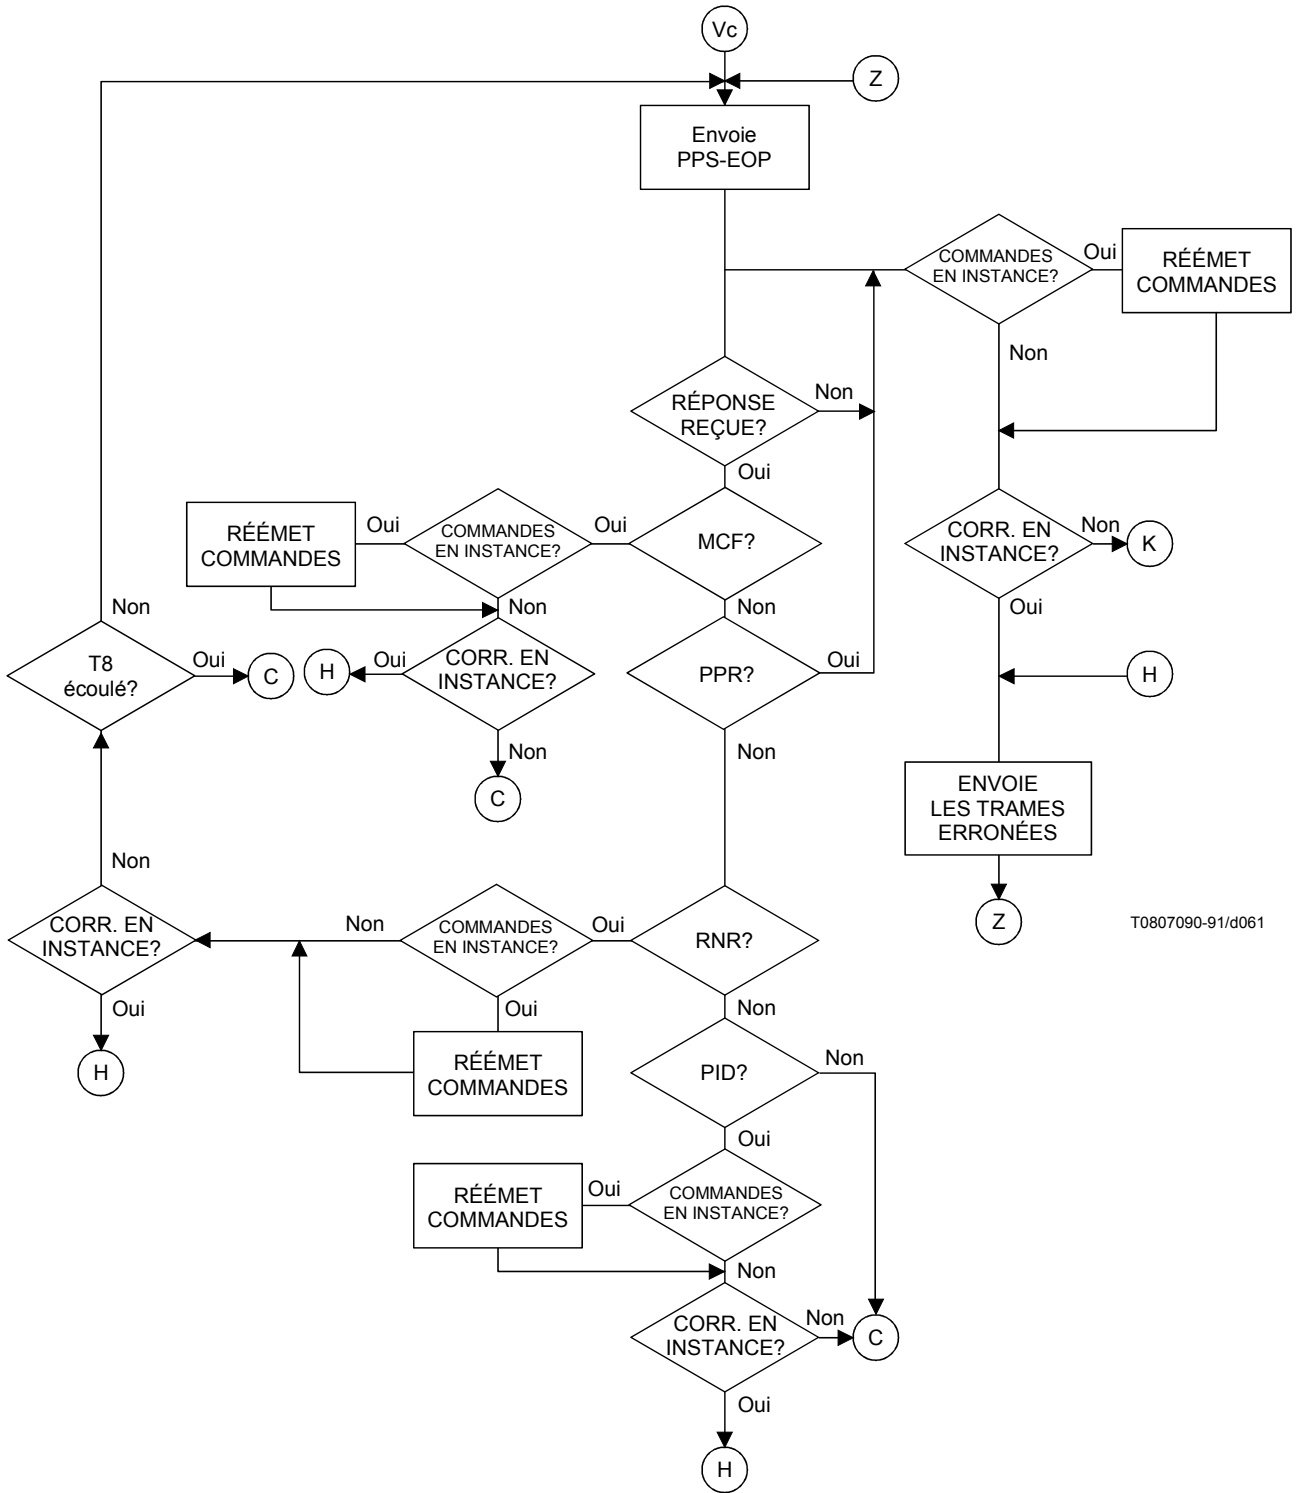 Vc
Z
Envoie
PPS-EOP
COMMANDES
EN INSTANCE?
Oui
RÉÉMET
COMMANDES
Non
RÉPONSE
REÇUE?
Non
Oui
RÉÉMET
COMMANDES
Oui
COMMANDES
EN INSTANCE?
Oui
MCF?
CORR. EN
INSTANCE?
Non
K
Non
Non
Non
Oui
T8
écoulé?
Oui
C
H
Oui
CORR. EN
INSTANCE?
PPR?
Oui
H
Non
Non
C
ENVOIE
LES TRAMES
ERRONÉES
Non
CORR. EN
INSTANCE?
Non
COMMANDES
EN INSTANCE?
Oui
RNR?
Z
T0807090-91/d061
Oui
Oui
Non
H
RÉÉMET
COMMANDES
PID?
Non
Oui
RÉÉMET
COMMANDES
Oui
COMMANDES
EN INSTANCE?
Non
CORR. EN
INSTANCE?
Non
C
Oui
H